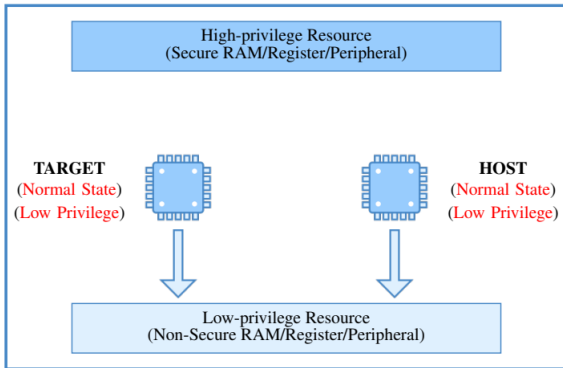 High-privilege Resource
(Secure RAM/Register/Peripheral)
TARGET
(Normal State)
(Low Privilege)
HOST
(Normal State)
(Low Privilege)
Low-privilege Resource
(Non-Secure RAM/Register/Peripheral)